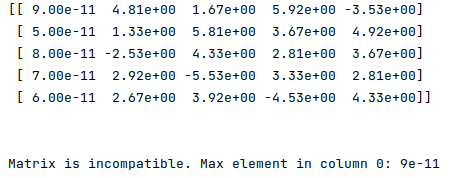 [[ 9.00e-11  4.81e+00  1.67e+00  5.92e+00 -3.53e+00]
 [ 5.00e-11  1.33e+00  5.81e+00  3.67e+00  4.92e+00]
 [ 8.00e-11 -2.53e+00  4.33e+00  2.81e+00  3.67e+00]
 [ 7.00e-11  2.92e+00 -5.53e+00  3.33e+00  2.81e+00]
 [ 6.00e-11  2.67e+00  3.92e+00 -4.53e+00  4.33e+00]]
Matrix is incompatible. Max element in column 0: 9e-11